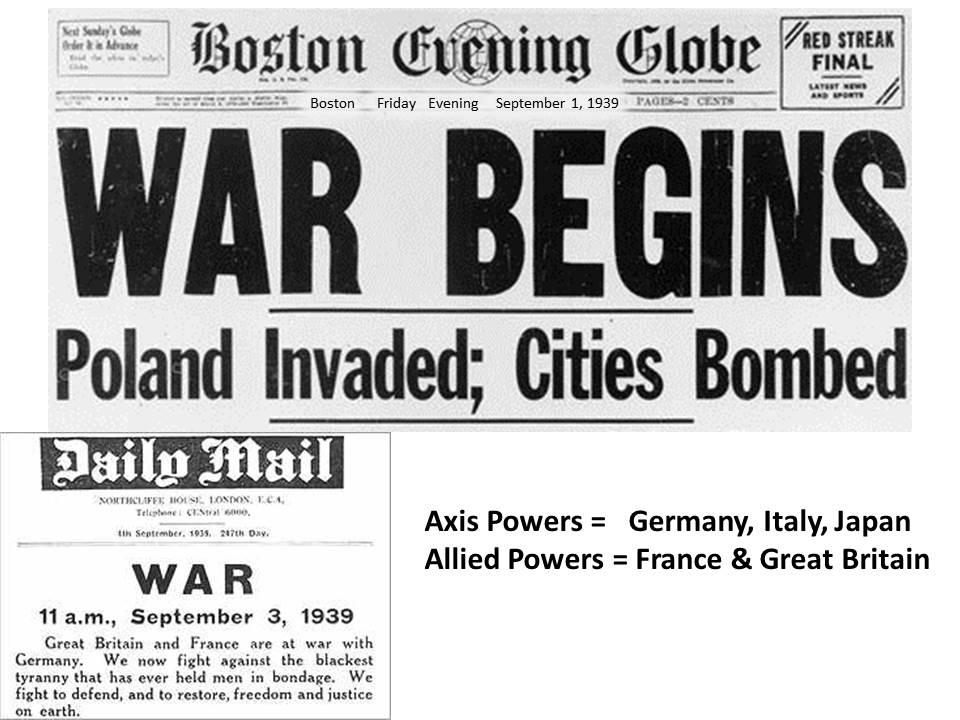 Next Sunday's Globe
Order It in Advance
Boston Evening Globe
RED STREAK
FINAL
LATEST NEWS
AND SPORTS
Boston Friday Evening September 1, 1939 PAGES—2 CENTS
WAR BEGINS
Poland Invaded; Cities Bombed
Daily Mail
NORTHCLIFFE HOUSE, LONDON, E.C.4,
Telephone: CENtral 6000.
4th September, 1939. 247th Day.
WAR
11 a.m., September 3, 1939
Great Britain and France are at war with
Germany. We now fight against the blackest
tyranny that has ever held men in bondage. We
fight to defend, and to restore, freedom and justice
on earth.
Axis Powers = Germany, Italy, Japan
Allied Powers = France & Great Britain